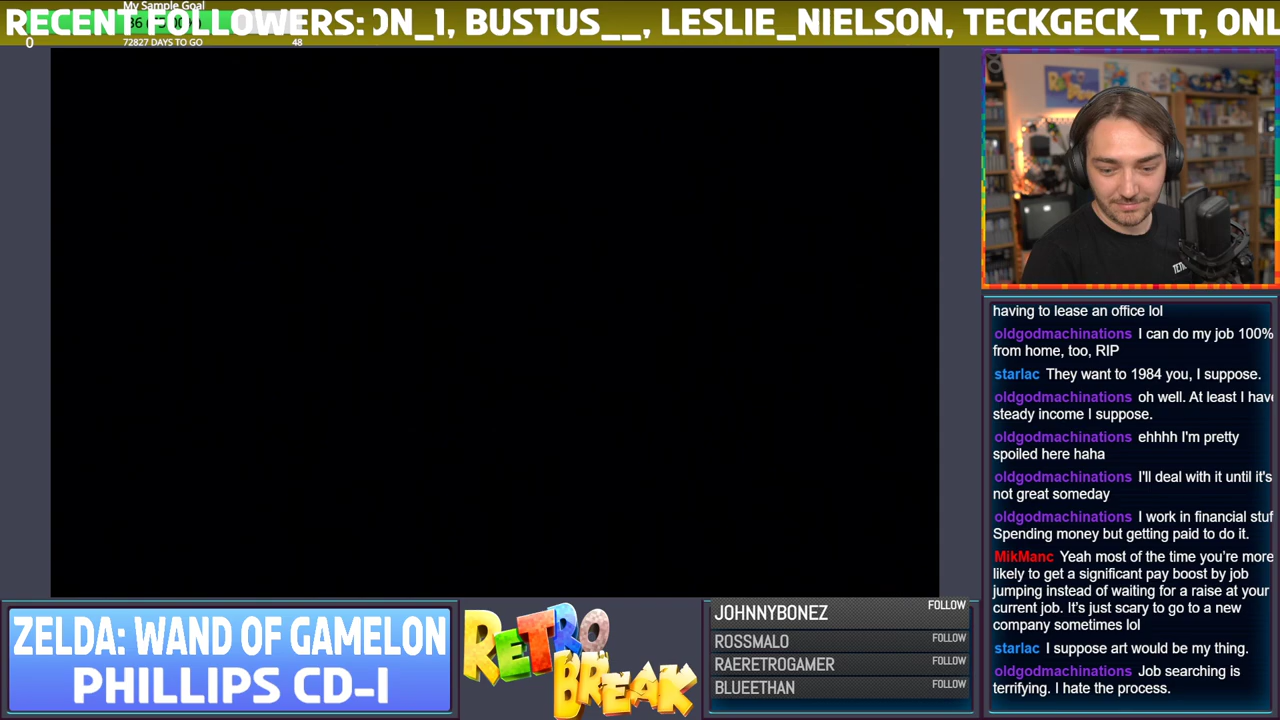 My Sample Goal
RECENT FOLLOWERS: ON_I, BUSTUS__, LESLIE_NIELSON, TECKGECK_TT, ONL
0
72827 DAYS TO GO
48
having to lease an office lol
oldgodmachinations I can do my job 100%
from home, too, RIP
starlac They want to 1984 you, I suppose.
oldgodmachinations oh well. At least I have
steady income I suppose.
oldgodmachinations ehhhh I'm pretty
spoiled here haha
oldgodmachinations I'll deal with it until it's
not great someday
oldgodmachinations I work in financial stuf
Spending money but getting paid to do it.
MikManc Yeah most of the time you're more
likely to get a significant pay boost by job
jumping instead of waiting for a raise at your
current job. It's just scary to go to a new
company sometimes lol
starlac I suppose art would be my thing.
oldgodmachinations Job searching is
terrifying. I hate the process.
ZELDA: WAND OF GAMELON
PHILLIPS CD-I
RETRO
BREAK
JOHNNYBONEZ FOLLOW
ROSSMALO FOLLOW
RAERETROGAMER FOLLOW
BLUEETHAN FOLLOW